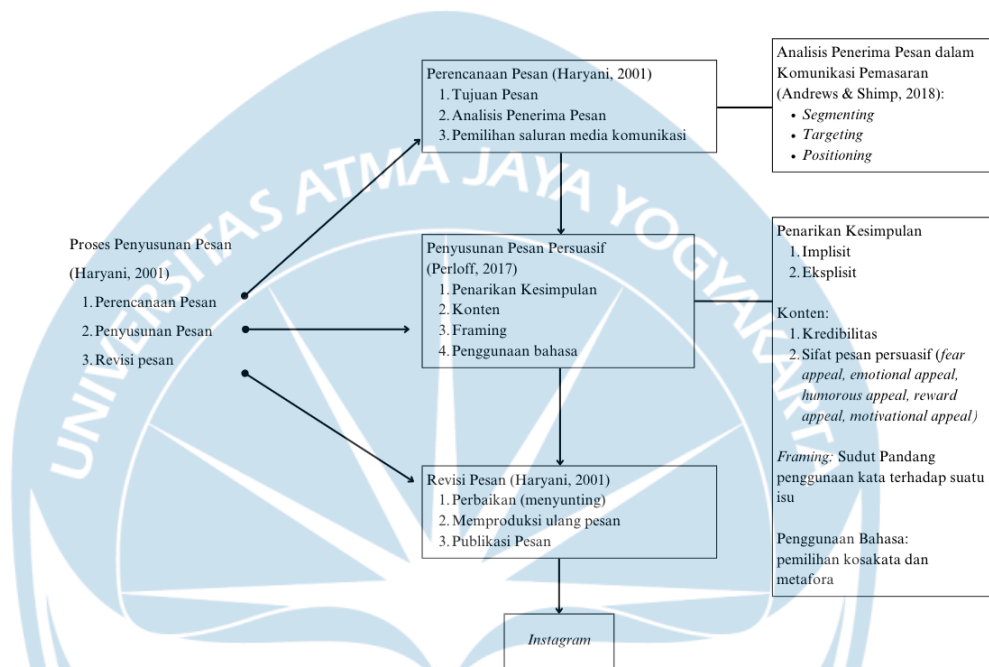 Perencanaan Pesan (Haryani, 2001)
1. Tujuan Pesan
2. Analisis Penerima Pesan
3. Pemilihan saluran media komunikasi
Analisis Penerima Pesan dalam
Komunikasi Pemasaran
(Andrews & Shimp, 2018):
• Segmenting
• Targeting
• Positioning
UNIVERSITAS ATMA JAYA YOGYAKARTA
Proses Penyusunan Pesan
(Haryani, 2001)
1. Perencanaan Pesan
2. Penyusunan Pesan
3. Revisi pesan
Penyusunan Pesan Persuasif
(Perloff, 2017)
1. Penarikan Kesimpulan
2. Konten
3. Framing
4. Penggunaan bahasa
Penarikan Kesimpulan
1. Implisit
2. Eksplisit
Konten:
1. Kredibilitas
2. Sifat pesan persuasif (fear
appeal, emotional appeal,
humorous appeal, reward
appeal, motivational appeal)
Framing: Sudut Pandang
penggunaan kata terhadap suatu
isu
Penggunaan Bahasa:
pemilihan kosakata dan
metafora
Revisi Pesan (Haryani, 2001)
1. Perbaikan (menyunting)
2. Memproduksi ulang pesan
3. Publikasi Pesan
Instagram